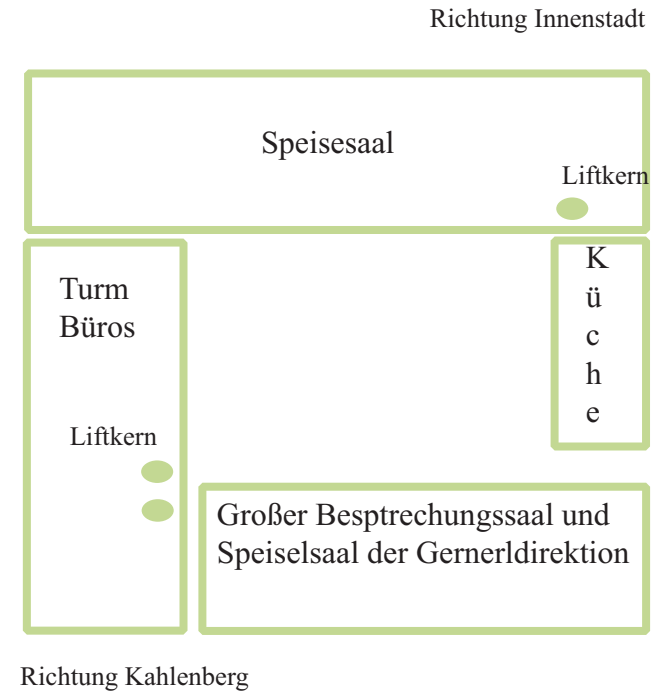 Richtung Innenstadt
Speisesaal
Liftkern
K
ü
c
h
e
Turm
Büros
Liftkern
Großer Besptrechungssaal und
Speiselsaal der Gernerldirektion
Richtung Kahlenberg